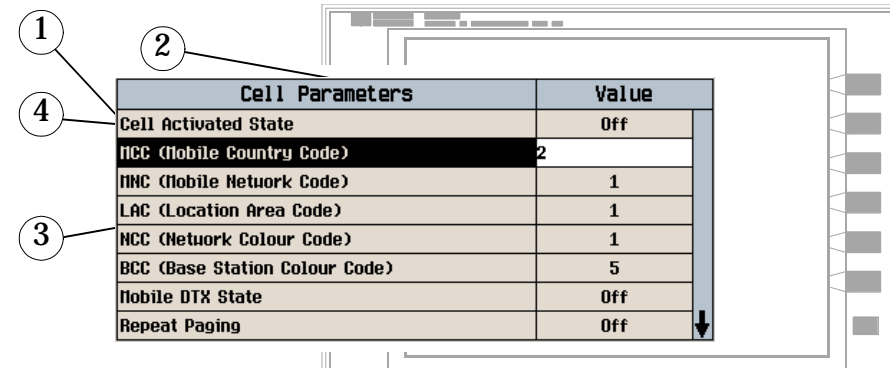 1
2
Cell Parameters Value
4
Cell Activated State Off
MCC (Mobile Country Code) 2
MNC (Mobile Network Code) 1
LAC (Location Area Code) 1
3
NCC (Network Colour Code) 1
BCC (Base Station Colour Code) 5
Mobile DTX State Off
Repeat Paging Off